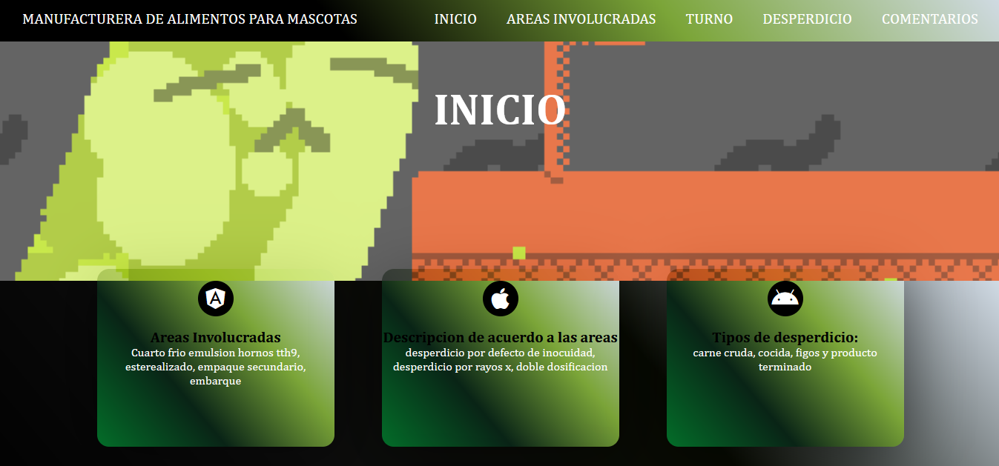 MANUFACTURERA DE ALIMENTOS PARA MASCOTAS
INICIO AREAS INVOLUCRADAS TURNO DESPERDICIO COMENTARIOS
INICIO
Areas Involucradas
Cuarto frio emulsion hornos tth9,
esterealizado, empaque secundario,
embarque
Descripcion de acuerdo a las areas
desperdicio por defecto de inocuidad,
desperdicio por rayos x, doble dosificacion
Tipos de desperdicio:
carne cruda, cocida, figos y producto
terminado